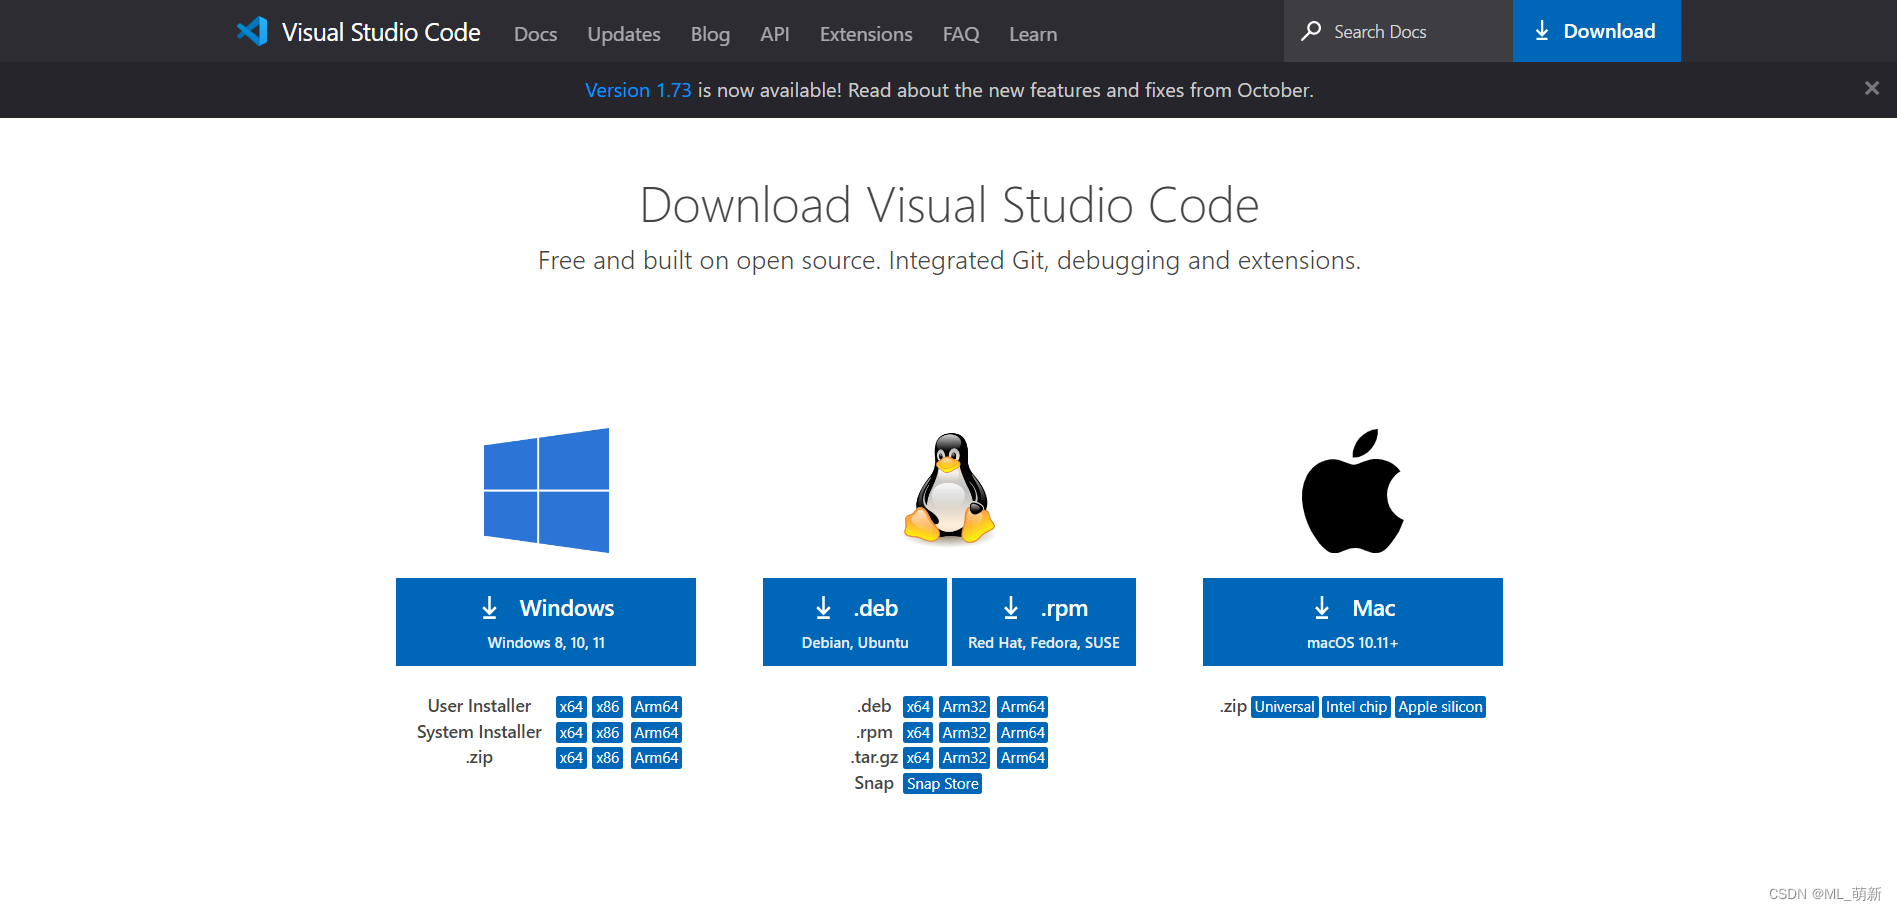 Visual Studio Code Docs Updates Blog API Extensions FAQ Learn Search Docs Download
Version 1.73 is now available! Read about the new features and fixes from October.
Download Visual Studio Code
Free and built on open source. Integrated Git, debugging and extensions.
Windows
Windows 8, 10, 11
User Installer x64 x86 Arm64
System Installer x64 x86 Arm64
.zip x64 x86 Arm64
.deb
Debian, Ubuntu
.rpm
Red Hat, Fedora, SUSE
.deb x64 Arm32 Arm64
.rpm x64 Arm32 Arm64
.tar.gz x64 Arm32 Arm64
Snap Snap Store
Mac
macOS 10.11+
.zip Universal Intel chip Apple silicon
CSDN @ML_萌新